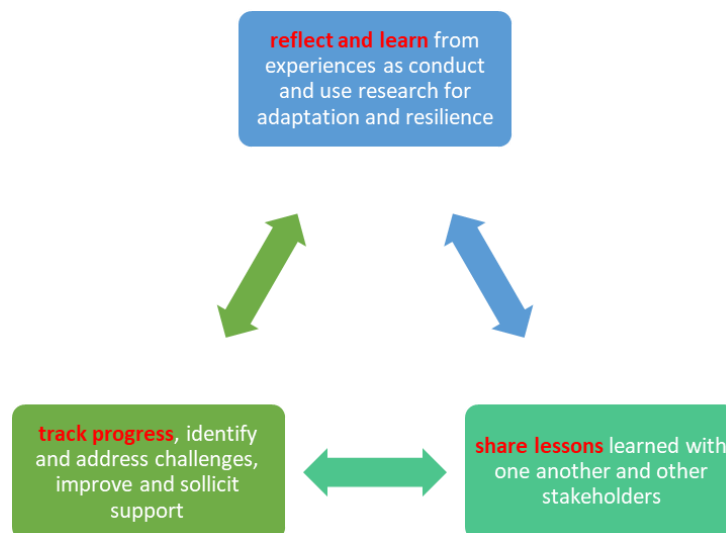 reflect and learn from
experiences as conduct
and use research for
adaptation and resilience
track progress, identify
and address challenges,
improve and sollicit
support
share lessons learned with
one another and other
stakeholders